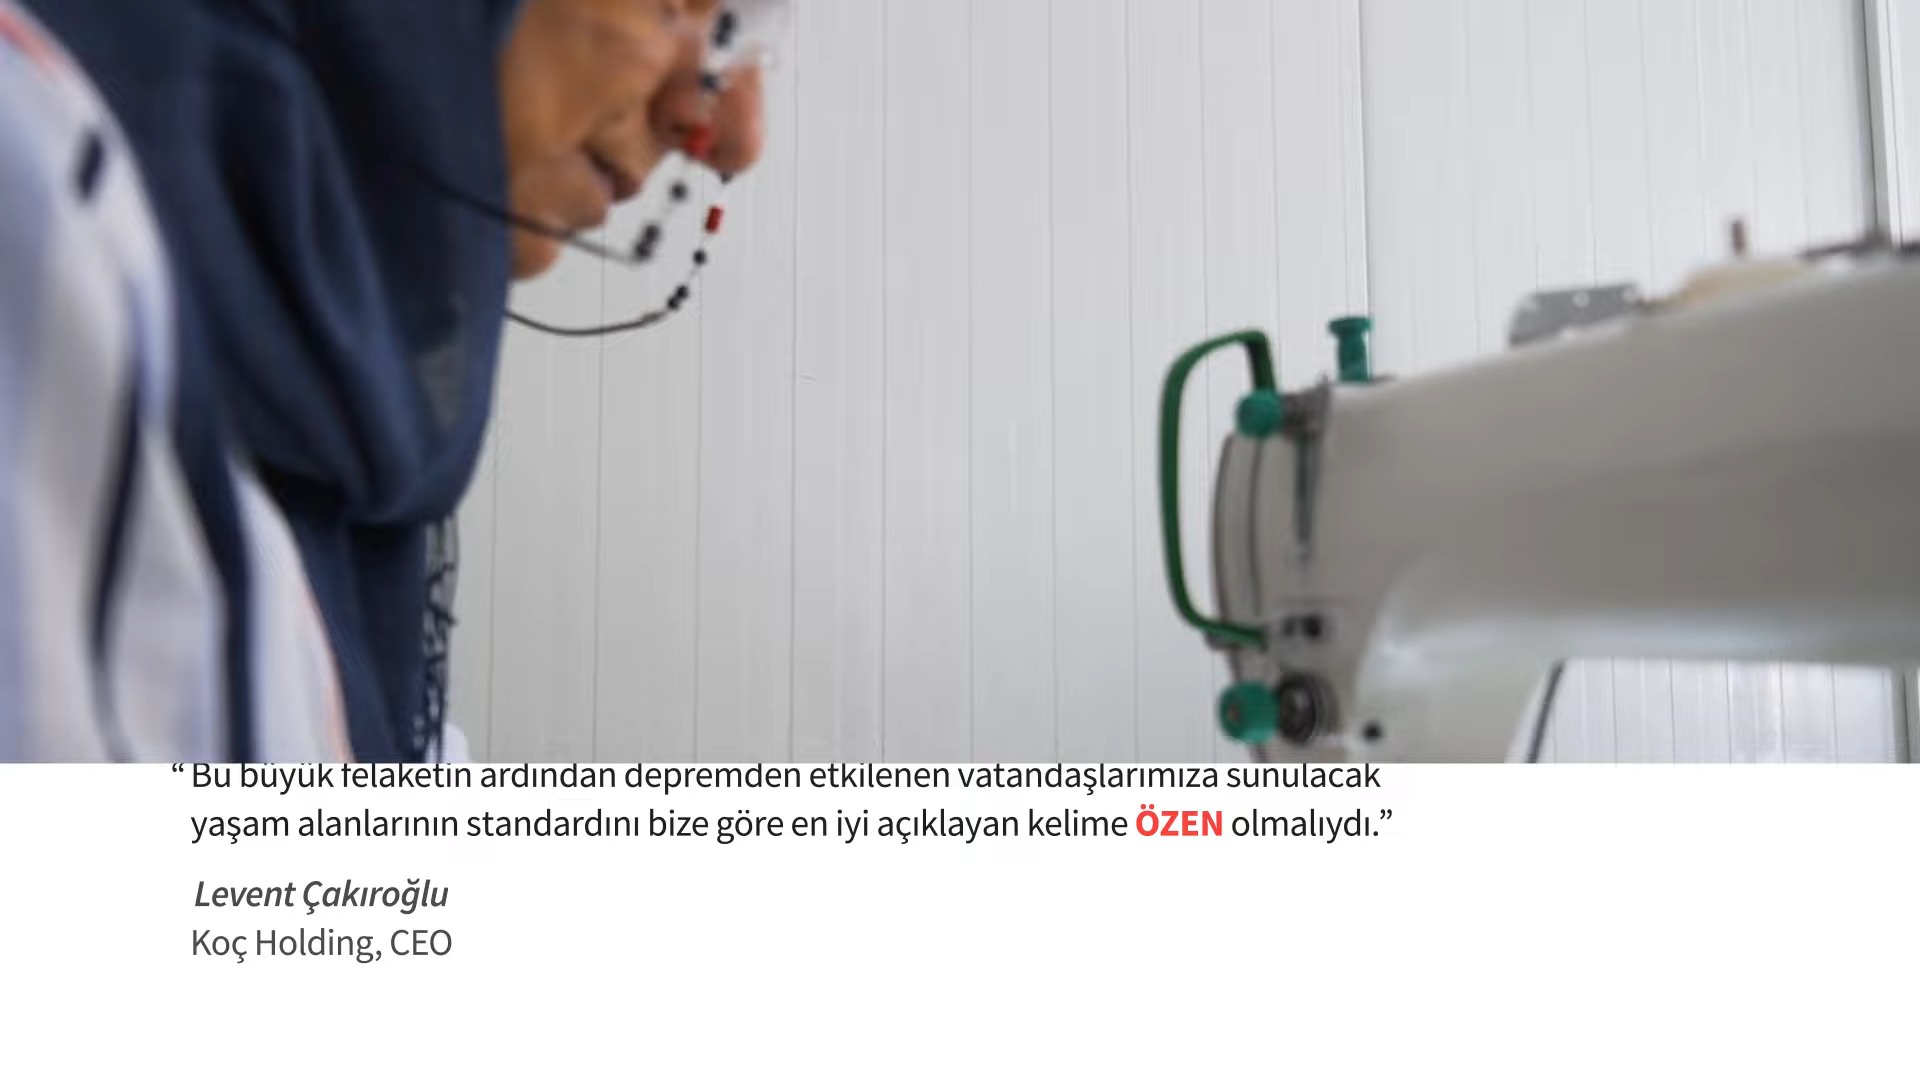 “Bu büyük felaketin ardından depremden etkilenen vatandaşlarımıza sunulacak
yaşam alanlarının standardını bize göre en iyi açıklayan kelime ÖZEN olmalıydı.”
Levent Çakıroğlu
Koç Holding, CEO